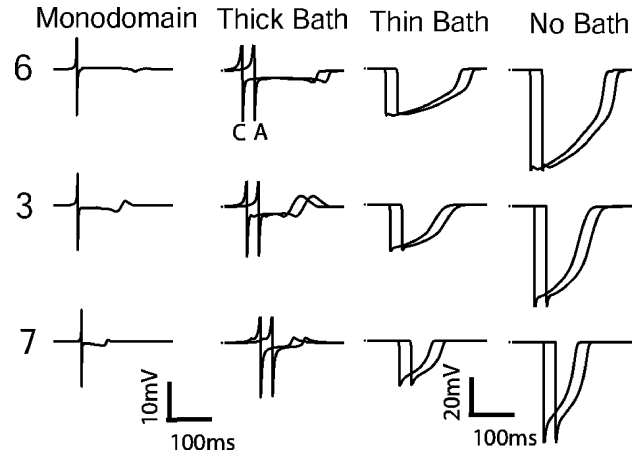 Monodomain Thick Bath Thin Bath No Bath
6
C A
3
7
10mV
100ms
20mV
100ms